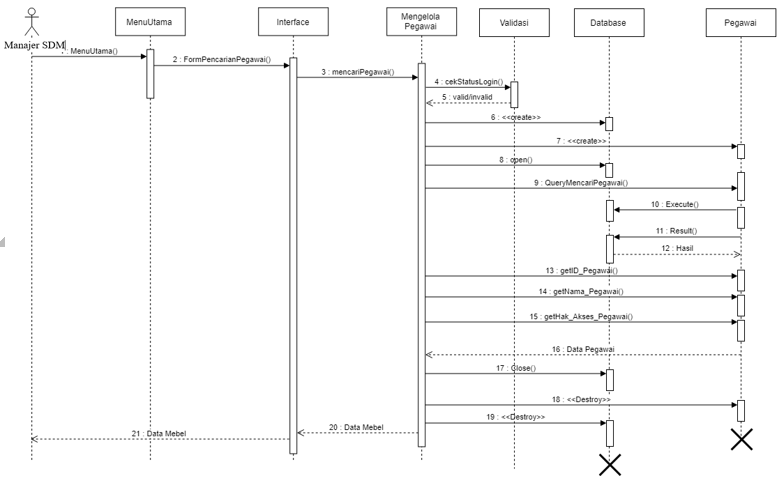 MenuUtama
Interface
Mengelola
Pegawai
Validasi
Database
Pegawai
Manajer SDM
: MenuUtama()
2 : FormPencarianPegawai()
3 : mencariPegawai()
4 : cekStatusLogin()
5 : valid/invalid
6 : <<create>>
7 : <<create>>
8 : open()
9 : QueryMencariPegawai()
10 : Execute()
11 : Result()
12 : Hasil
13 : getID_Pegawai()
14 : getNama_Pegawai()
15 : getHak_Akses_Pegawai()
16 : Data Pegawai
17 : Close()
18 : <<Destroy>>
19 : <<Destroy>>
20 : Data Mebel
21 : Data Mebel